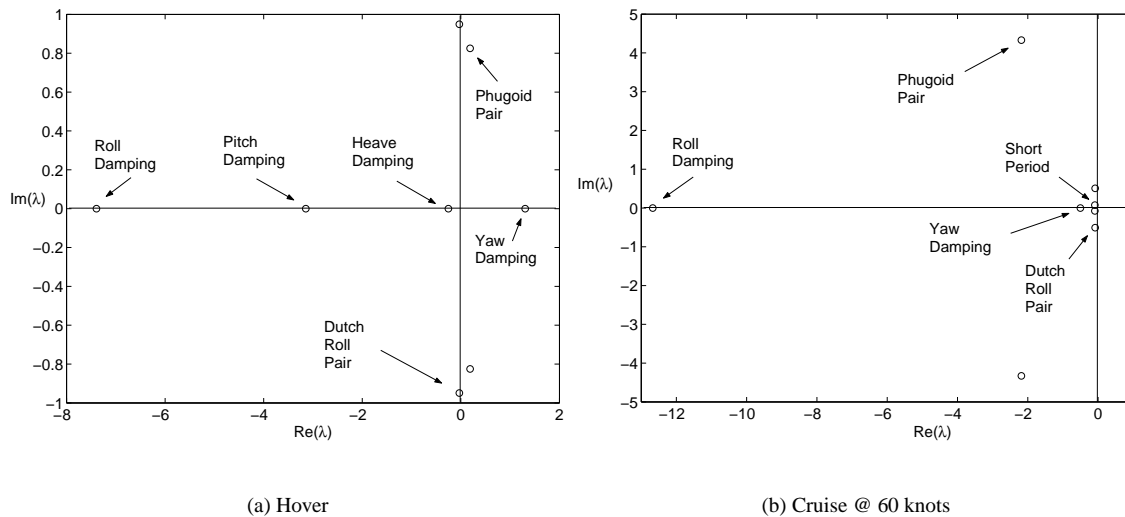 1
0.8
0.6
0.4
0.2
0
−0.2
−0.4
−0.6
−0.8
−1
Im(λ)
−8
−6
−4
−2
0
2
Re(λ)
Roll
Damping
Pitch
Damping
Heave
Damping
Phugoid
Pair
Yaw
Damping
Dutch
Roll
Pair
(a) Hover
5
4
3
2
1
0
−1
−2
−3
−4
−5
Im(λ)
−12
−10
−8
−6
−4
−2
0
Re(λ)
Phugoid
Pair
Roll
Damping
Short
Period
Yaw
Damping
Dutch
Roll
Pair
(b) Cruise @ 60 knots